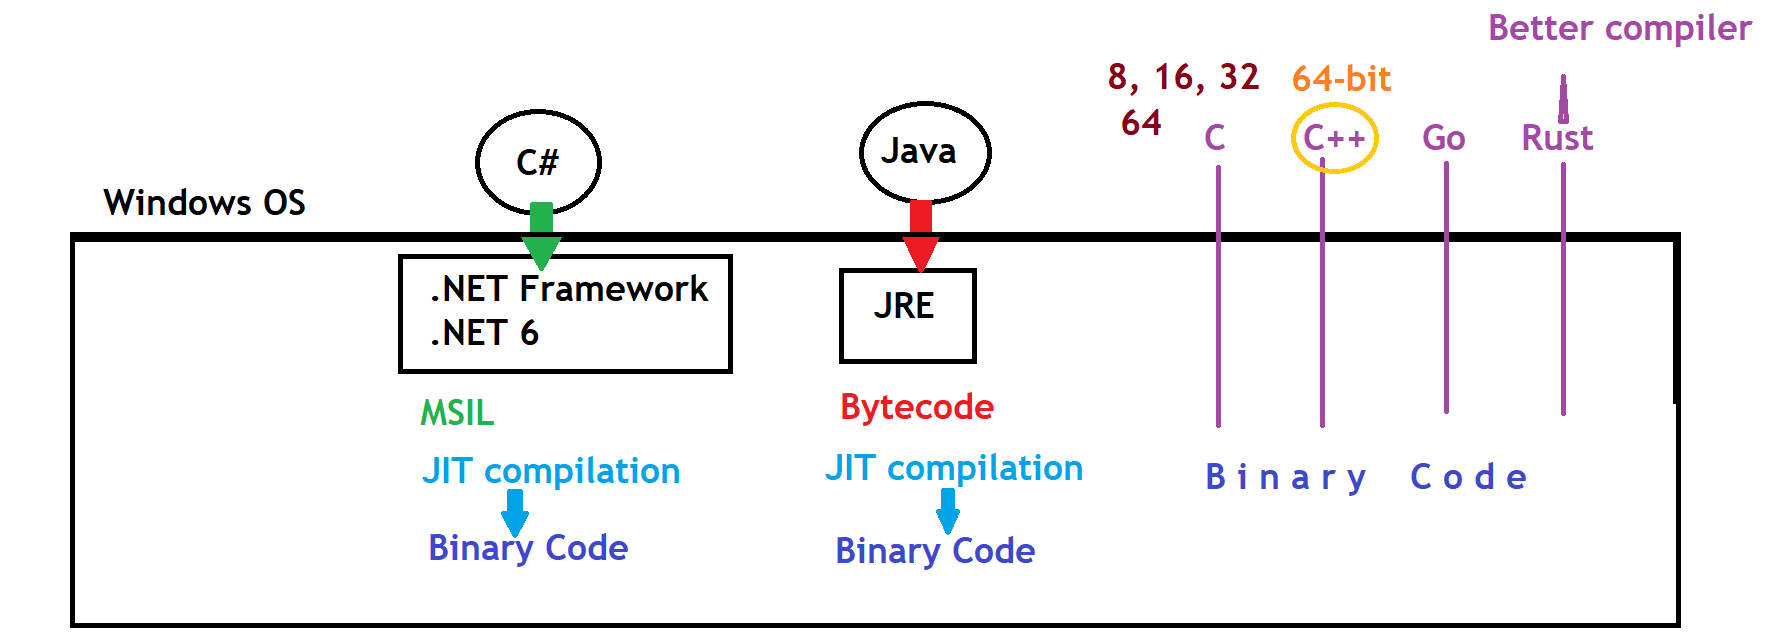 Better compiler
8, 16, 32
64
64-bit
C
C++
Go
Rust
C#
Java
Windows OS
.NET Framework
.NET 6
JRE
MSIL
Bytecode
JIT compilation
JIT compilation
Binary Code
Binary Code
Binary Code